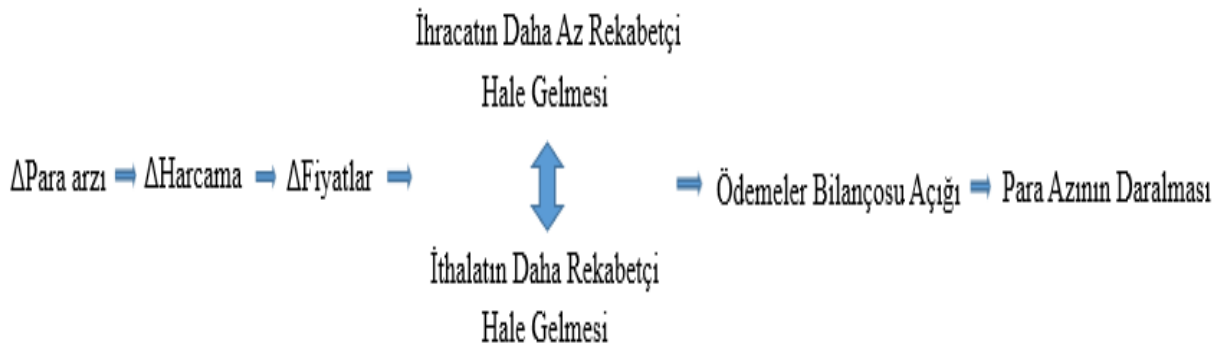 İhracatın Daha Az Rekabetçi
Hale Gelmesi
ΔPara arzı
ΔHarcama
ΔFiyatlar
Ödemeler Bilançosu Açığı
Para Azının Daralması
İthalatın Daha Rekabetçi
Hale Gelmesi